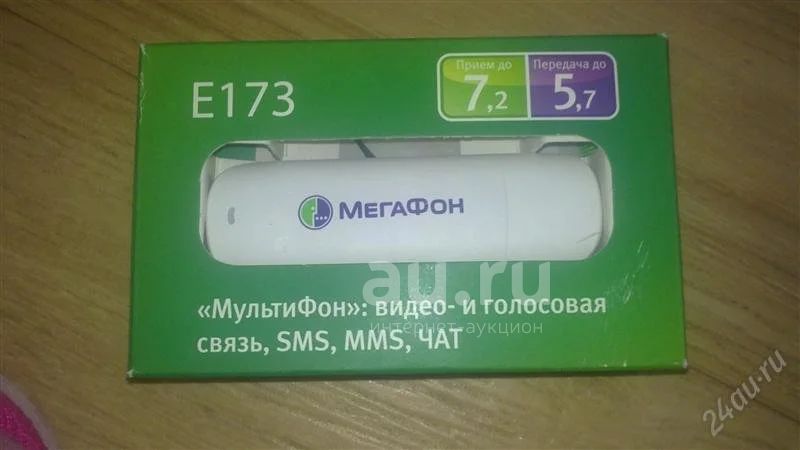 E173
Прием до
7,2
Передача до
5,7
МЕГАФОН
au.ru
интернет-аукцион
«МультиФон»: видео- и голосовая
связь, SMS, MMS, ЧАТ
24au.ru